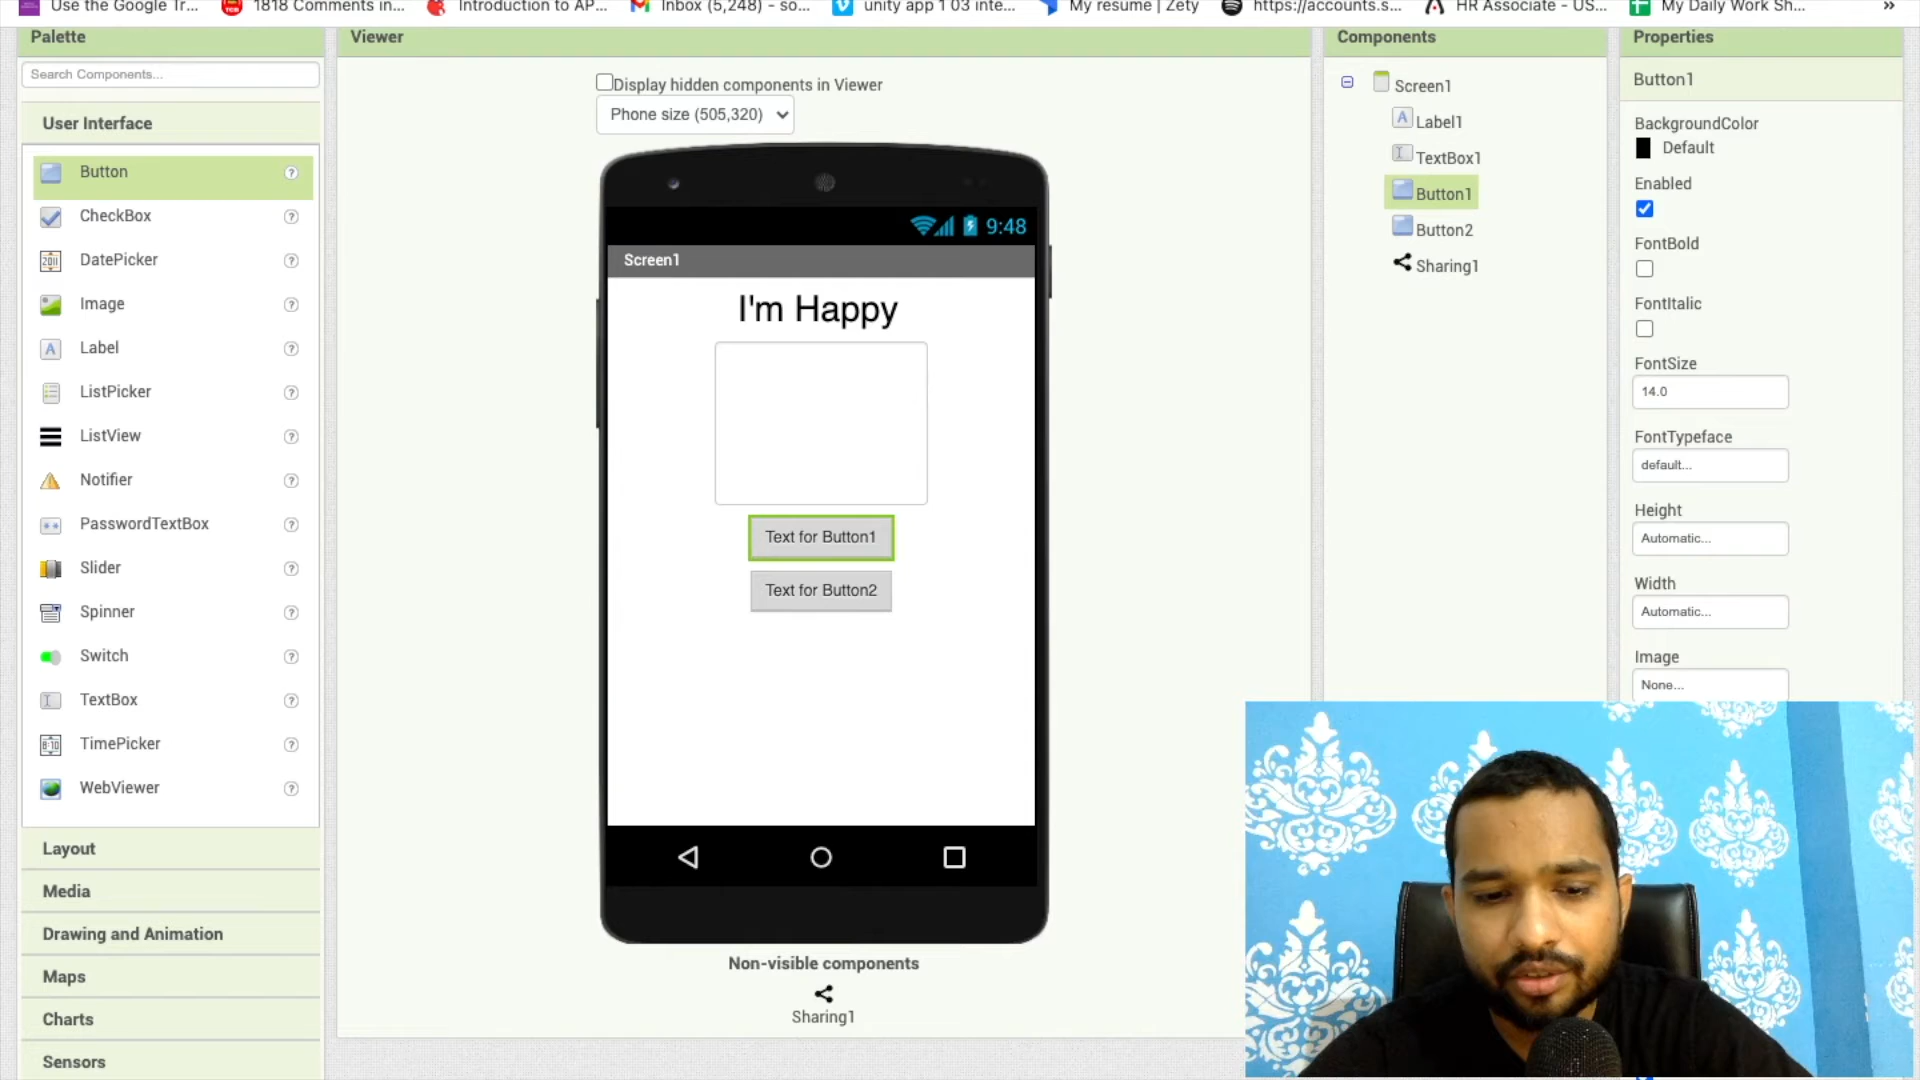 Use the Google Tr...
1818 Comments in...
Introduction to AP...
Inbox (5,248) - so...
unity app 1 03 inte...
My resume | Zety
https://accounts.s...
HR Associate - US...
My Daily Work Sh...
»
Palette
Search Components...
User Interface
Button
CheckBox
DatePicker
Image
Label
ListPicker
ListView
Notifier
PasswordTextBox
Slider
Spinner
Switch
TextBox
TimePicker
WebViewer
Layout
Media
Drawing and Animation
Maps
Charts
Sensors
Viewer
Display hidden components in Viewer
Phone size (505,320)
9:48
Screen1
I'm Happy
Text for Button1
Text for Button2
Non-visible components
Sharing1
Components
Screen1
Label1
TextBox1
Button1
Button2
Sharing1
Properties
Button1
BackgroundColor
Default
Enabled
FontBold
FontItalic
FontSize
14.0
FontTypeface
default...
Height
Automatic...
Width
Automatic...
Image
None...